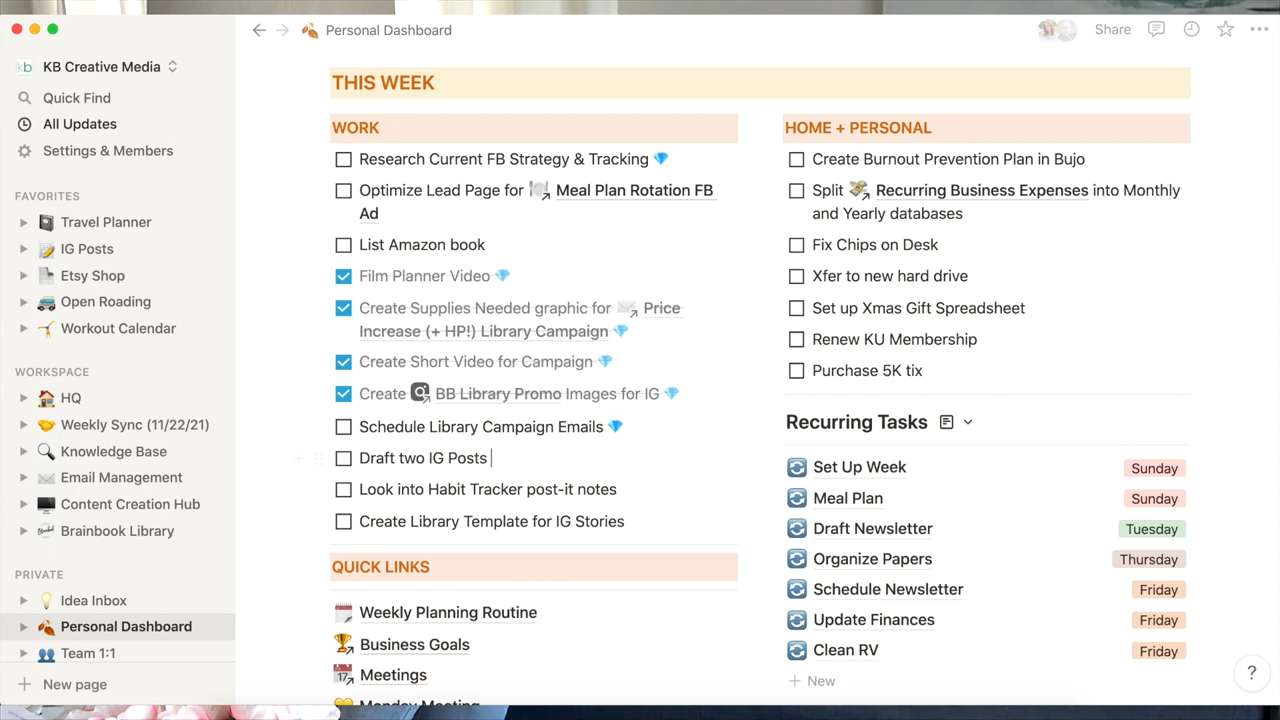 Personal Dashboard
Share
KB Creative Media
Quick Find
All Updates
Settings & Members
FAVORITES
Travel Planner
IG Posts
Etsy Shop
Open Roading
Workout Calendar
WORKSPACE
HQ
Weekly Sync (11/22/21)
Knowledge Base
Email Management
Content Creation Hub
Brainbook Library
PRIVATE
Idea Inbox
Personal Dashboard
Team 1:1
New page
THIS WEEK
WORK
Research Current FB Strategy & Tracking
Optimize Lead Page for Meal Plan Rotation FB
Ad
List Amazon book
Film Planner Video
Create Supplies Needed graphic for Price
Increase (+ HP!) Library Campaign
Create Short Video for Campaign
Create BB Library Promo Images for IG
Schedule Library Campaign Emails
Draft two IG Posts
Look into Habit Tracker post-it notes
Create Library Template for IG Stories
QUICK LINKS
Weekly Planning Routine
Business Goals
17
Meetings
Monday Meeting
HOME + PERSONAL
Create Burnout Prevention Plan in Bujo
Split Recurring Business Expenses into Monthly
and Yearly databases
Fix Chips on Desk
Xfer to new hard drive
Set up Xmas Gift Spreadsheet
Renew KU Membership
Purchase 5K tix
Recurring Tasks
Set Up Week Sunday
Meal Plan Sunday
Draft Newsletter Tuesday
Organize Papers Thursday
Schedule Newsletter Friday
Update Finances Friday
Clean RV Friday
New
?